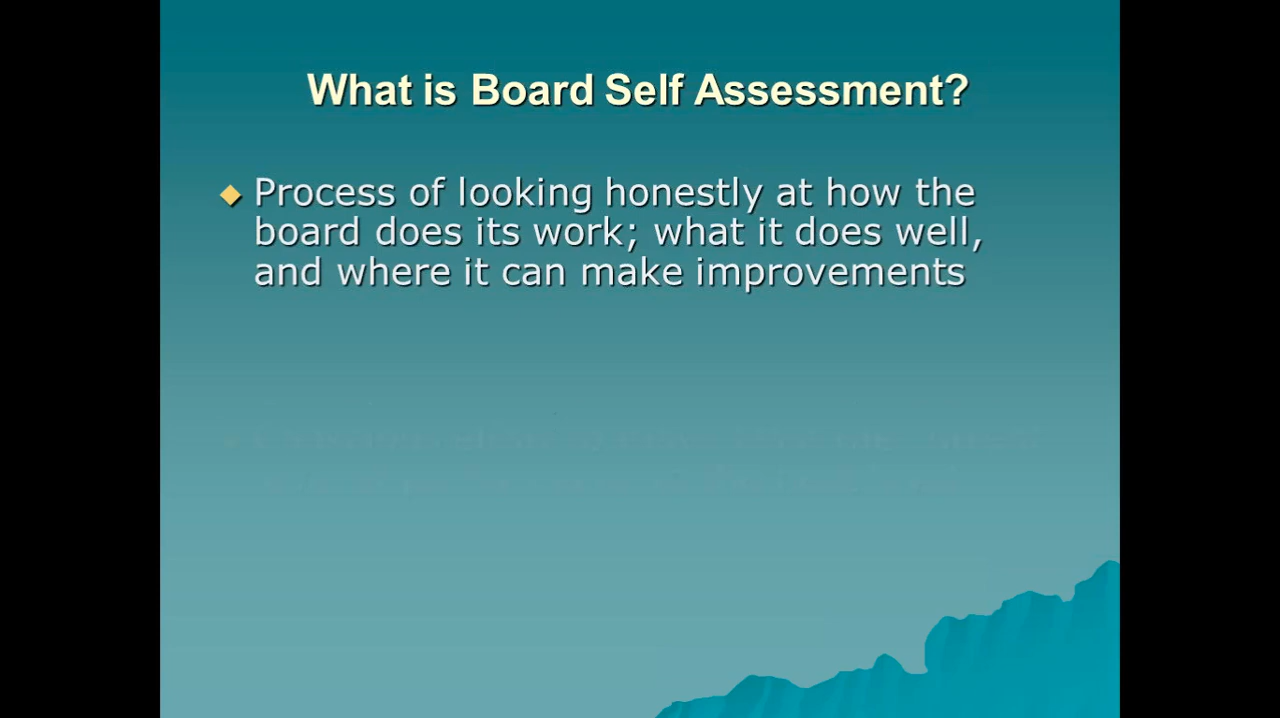 What is Board Self Assessment?
Process of looking honestly at how the
board does its work; what it does well,
and where it can make improvements